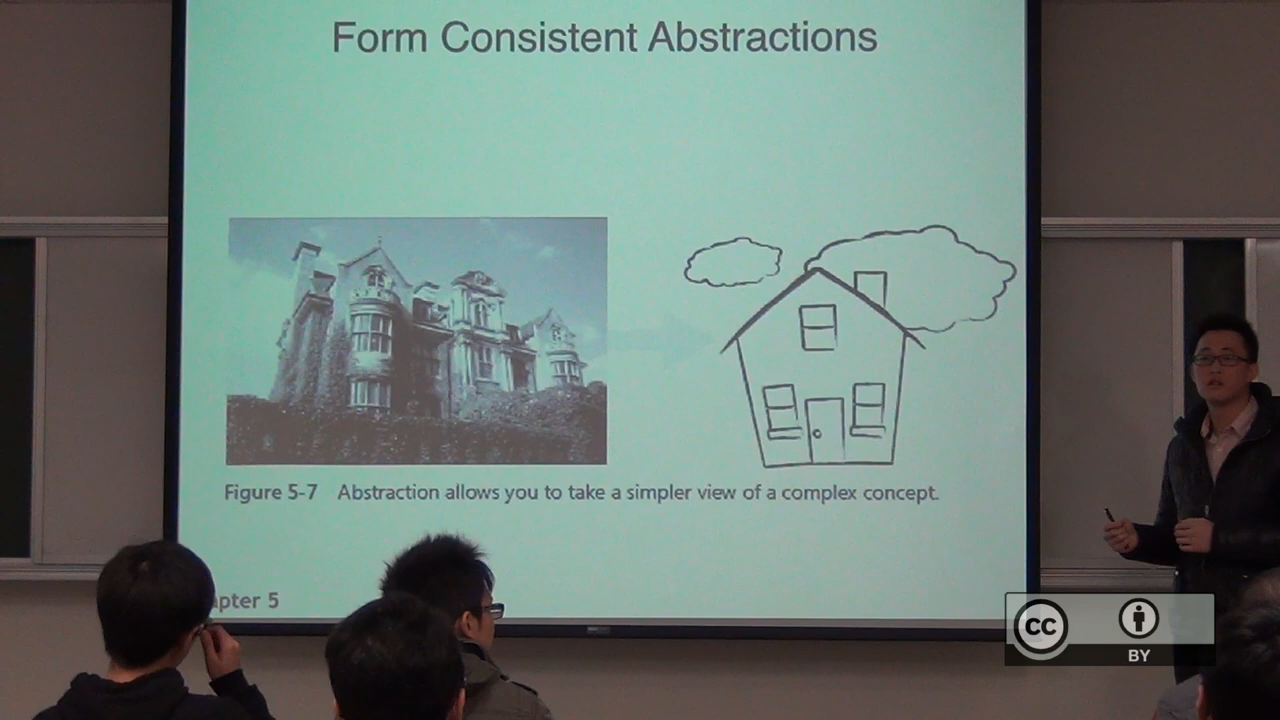 Form Consistent Abstractions
Figure 5-7 Abstraction allows you to take a simpler view of a complex concept.
apter 5
CC
BY